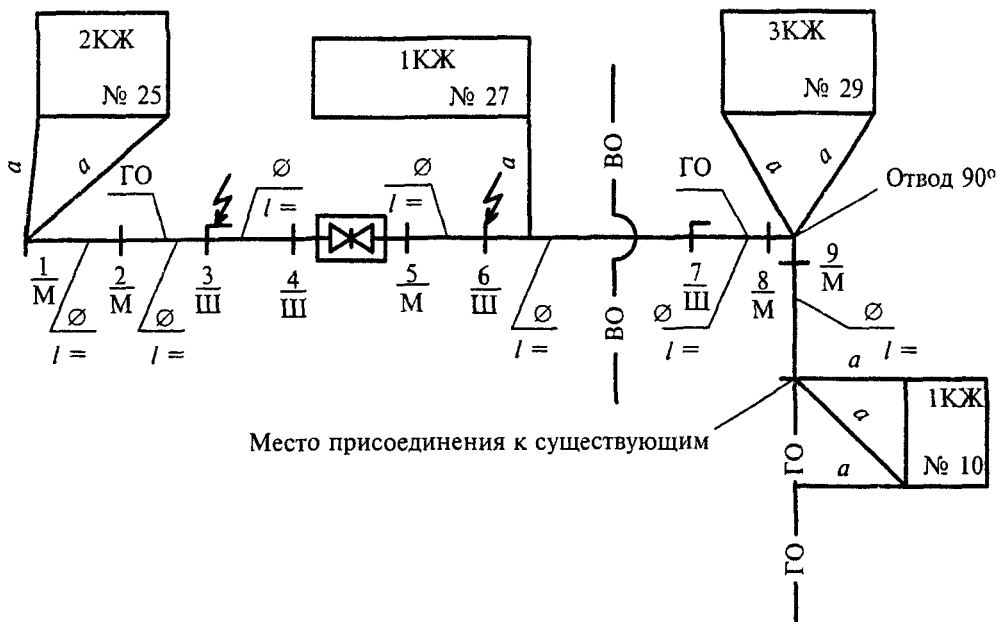 2КЖ
№ 25
1КЖ
№ 27
3КЖ
№ 29
a
a
ГО
Ø
l =
Ø
l =
a
ВО
ГО
a
a
Отвод 90°
1
М
2
М
3
Ш
4
Ш
5
М
6
Ш
7
Ш
8
М
9
М
Ø
l =
Ø
l =
Ø
l =
ВО
Ø
l =
Ø
l =
a
1КЖ
a
№ 10
a
Место присоединения к существующим
ГО
ГО